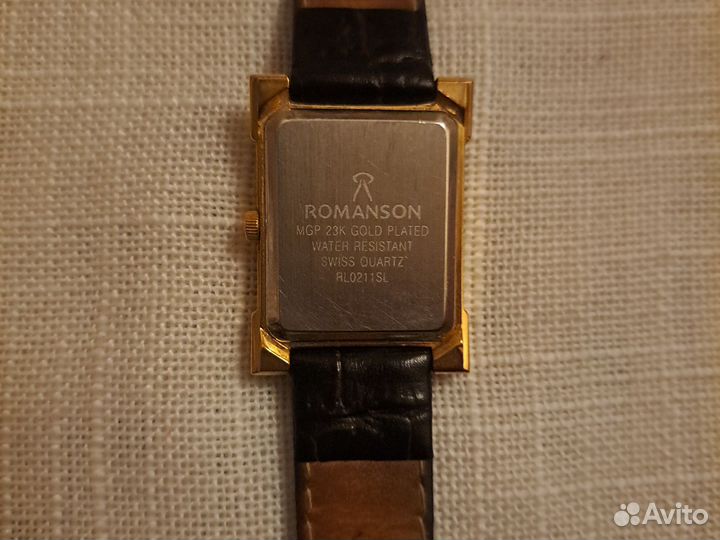 ROMANSON
MGP 23K GOLD PLATED
WATER RESISTANT
SWISS QUARTZ
RL0211SL
Avito